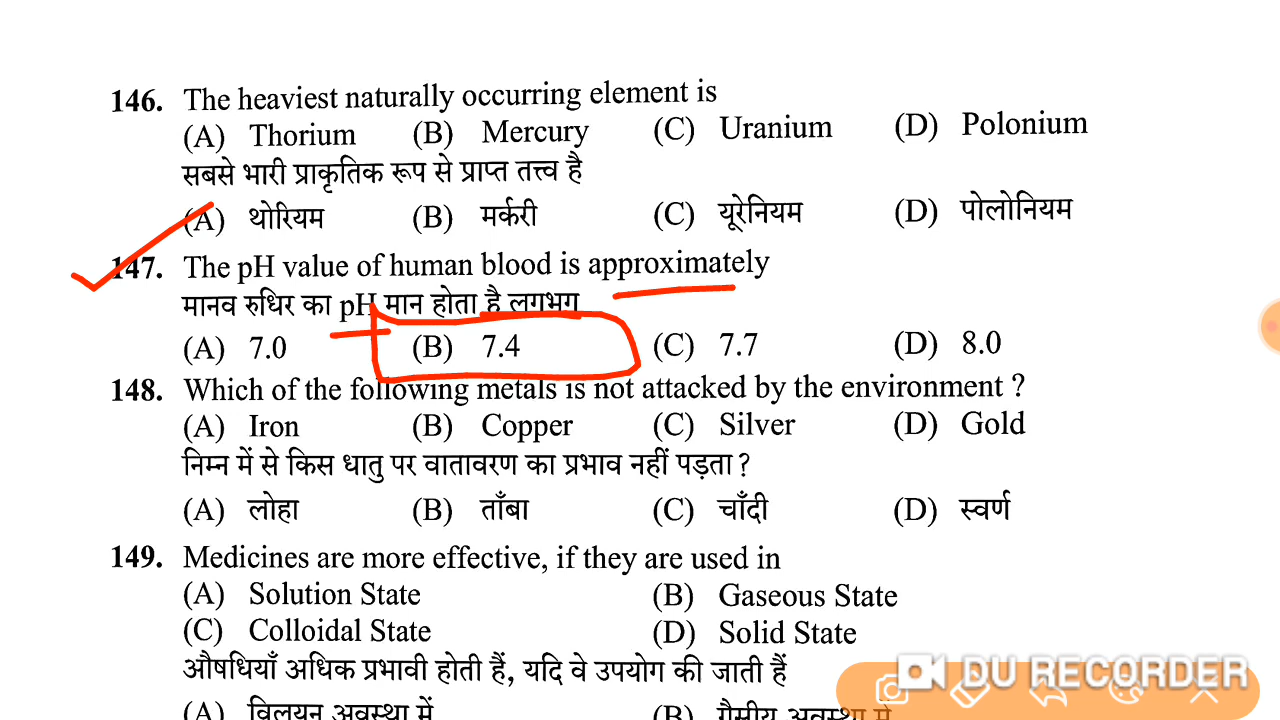 146. The heaviest naturally occurring element is
(A) Thorium (B) Mercury (C) Uranium (D) Polonium
सबसे भारी प्राकृतिक रूप से प्राप्त तत्त्व है
(A) थोरियम (B) मर्करी (C) यूरेनियम (D) पोलोनियम
147. The pH value of human blood is approximately
मानव रुधिर का pH मान होता है लगभग
(A) 7.0 (B) 7.4 (C) 7.7 (D) 8.0
148. Which of the following metals is not attacked by the environment ?
(A) Iron (B) Copper (C) Silver (D) Gold
निम्न में से किस धातु पर वातावरण का प्रभाव नहीं पड़ता ?
(A) लोहा (B) ताँबा (C) चाँदी (D) स्वर्ण
149. Medicines are more effective, if they are used in
(A) Solution State (B) Gaseous State
(C) Colloidal State (D) Solid State
औषधियाँ अधिक प्रभावी होती हैं, यदि वे उपयोग की जाती हैं
(A) विलयन अवस्था में (B) गैसीय अवस्था में
DU RECORDER